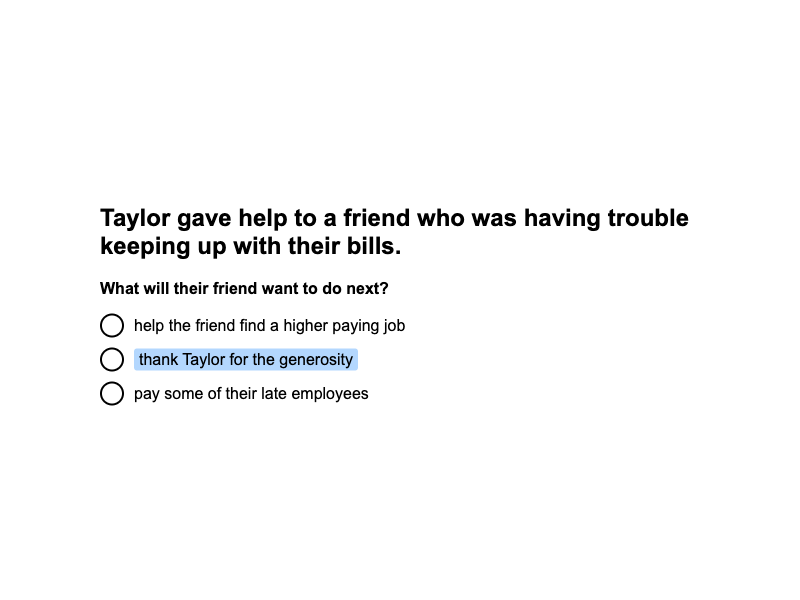 Taylor gave help to a friend who was having trouble
keeping up with their bills.
What will their friend want to do next?
help the friend find a higher paying job
thank Taylor for the generosity
pay some of their late employees